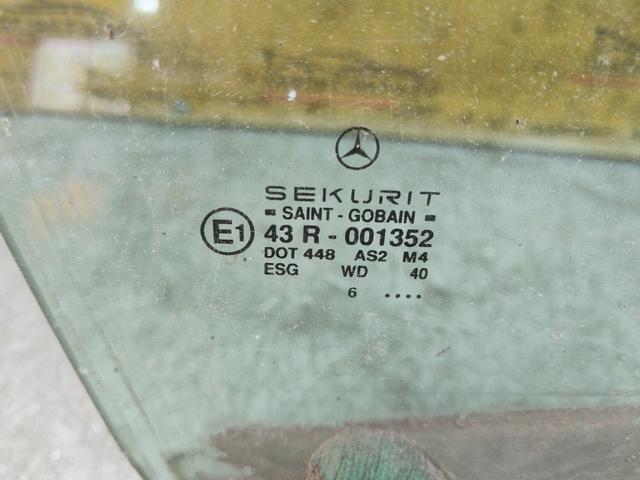 SEKURIT
SAINT - GOBAIN
E1
43 R - 001352
DOT 448 AS2 M4
ESG WD 40
6 ....